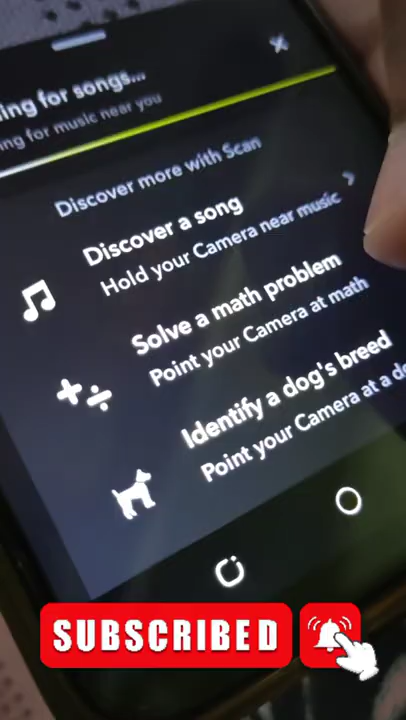 ing for songs...
ing for music near you
Discover more with Scan
Discover a song
Hold your Camera near music
Solve a math problem
Point your Camera at math
Identify a dog's breed
Point your Camera at a
SUBSCRIBED